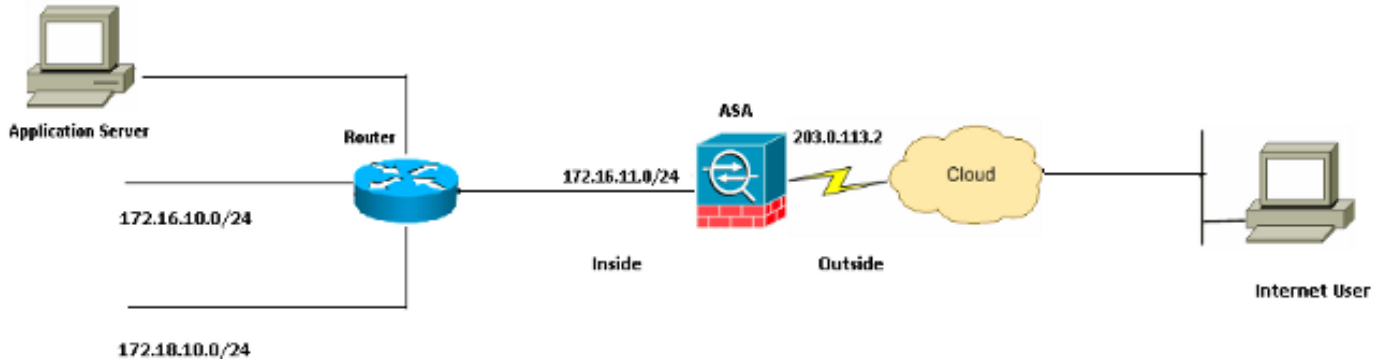 Application Server
Router
ASA
203.0.113.2
Cloud
172.16.11.0/24
172.16.10.0/24
Inside
Outside
Internet User
172.18.10.0/24